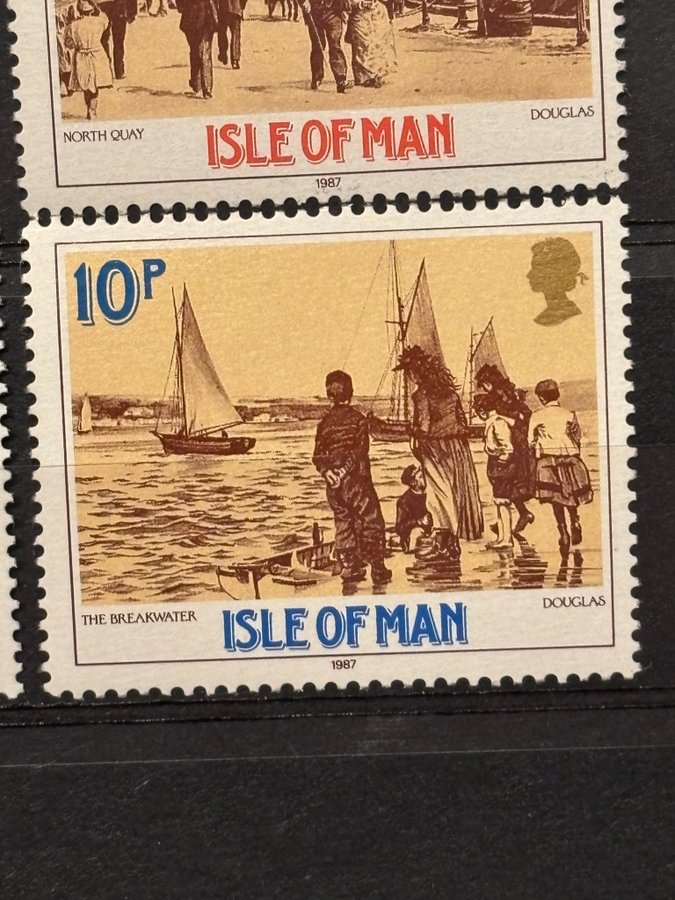 NORTH QUAY
DOUGLAS
ISLE OF MAN
1987
10P
THE BREAKWATER
DOUGLAS
ISLE OF MAN
1987